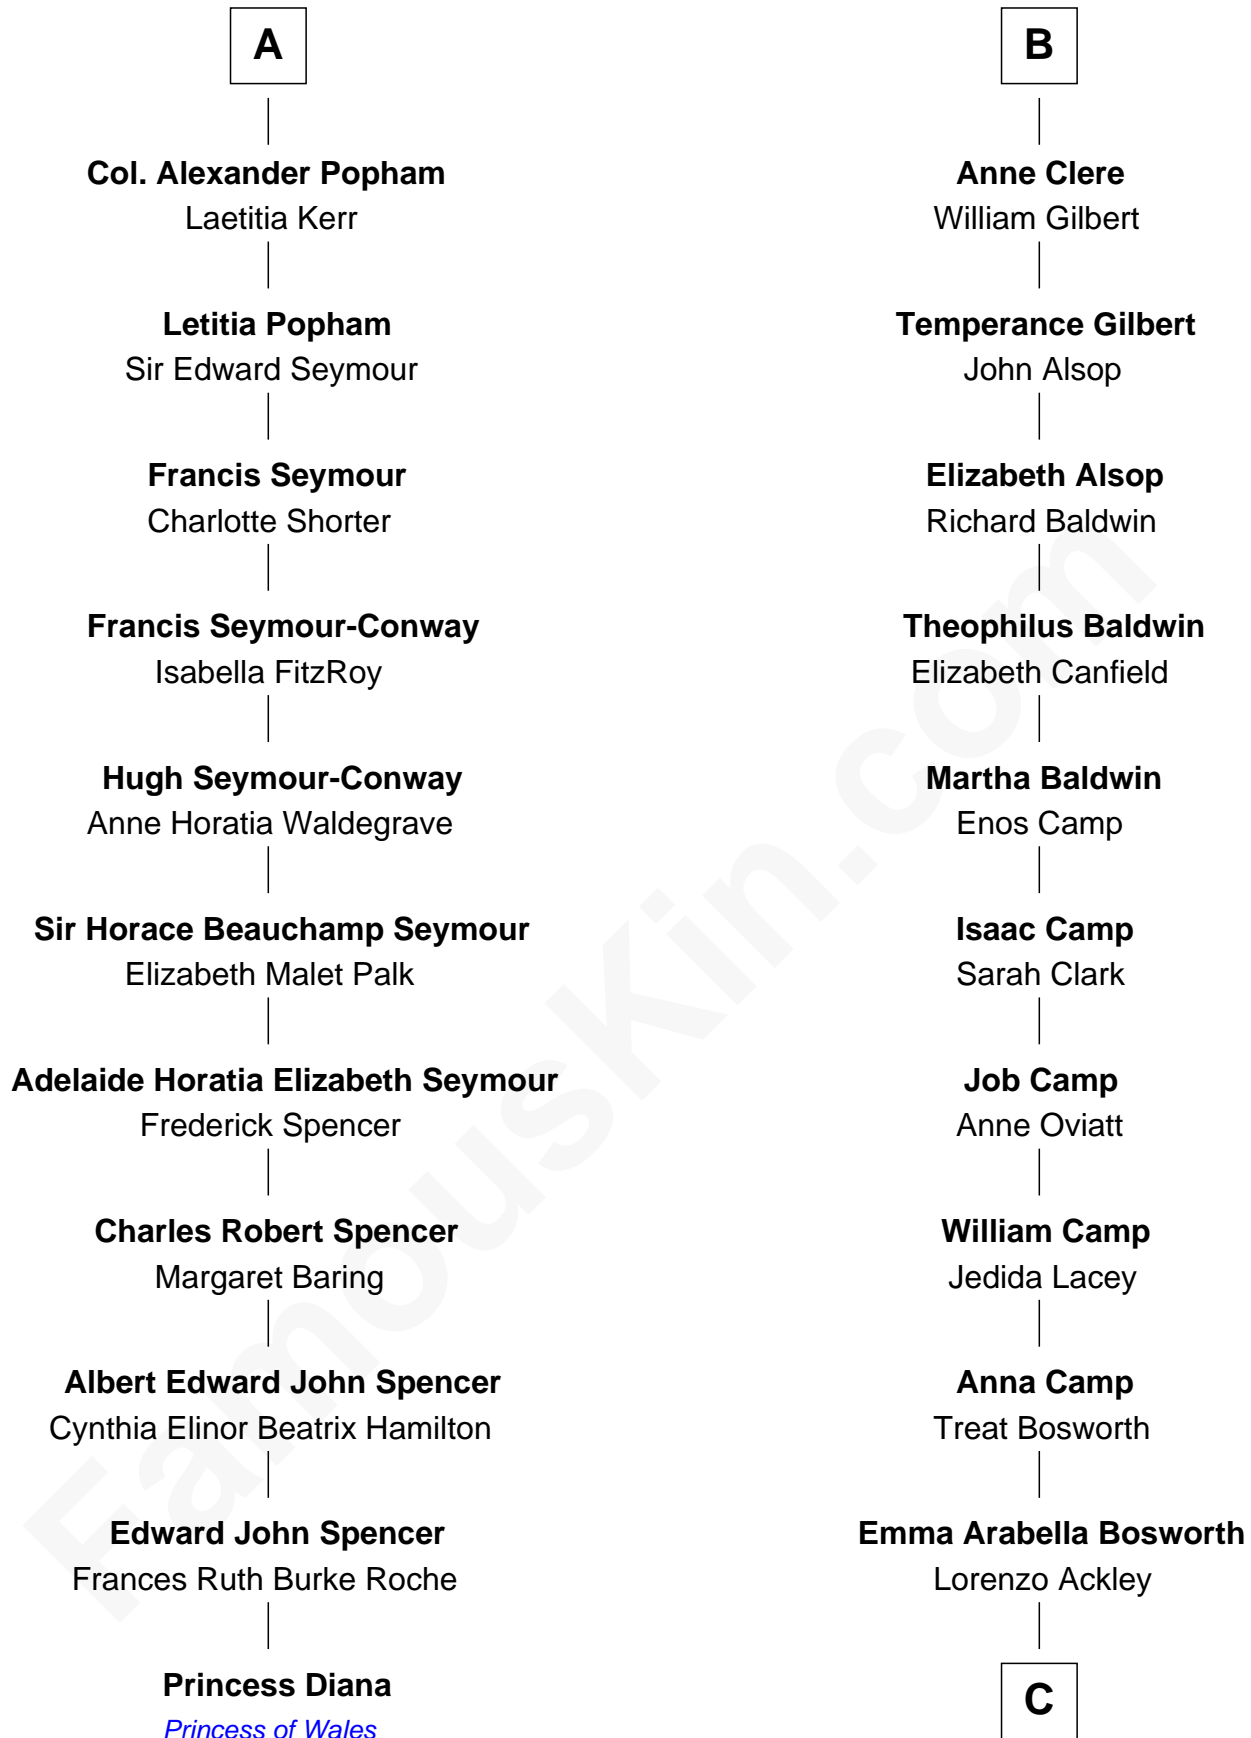 A
Col. Alexander Popham
Laetitia Kerr
Letitia Popham
Sir Edward Seymour
Francis Seymour
Charlotte Shorter
Francis Seymour-Conway
Isabella FitzRoy
Hugh Seymour-Conway
Anne Horatia Waldegrave
Sir Horace Beauchamp Seymour
Elizabeth Malet Palk
Adelaide Horatia Elizabeth Seymour
Frederick Spencer
Charles Robert Spencer
Margaret Baring
Albert Edward John Spencer
Cynthia Elinor Beatrix Hamilton
Edward John Spencer
Frances Ruth Burke Roche
Princess Diana
Princess of Wales
B
Anne Clere
William Gilbert
Temperance Gilbert
John Alsop
Elizabeth Alsop
Richard Baldwin
Theophilus Baldwin
Elizabeth Canfield
Martha Baldwin
Enos Camp
Isaac Camp
Sarah Clark
Job Camp
Anne Oviatt
William Camp
Jedida Lacey
Anna Camp
Treat Bosworth
Emma Arabella Bosworth
Lorenzo Ackley
C
FamousKin.com